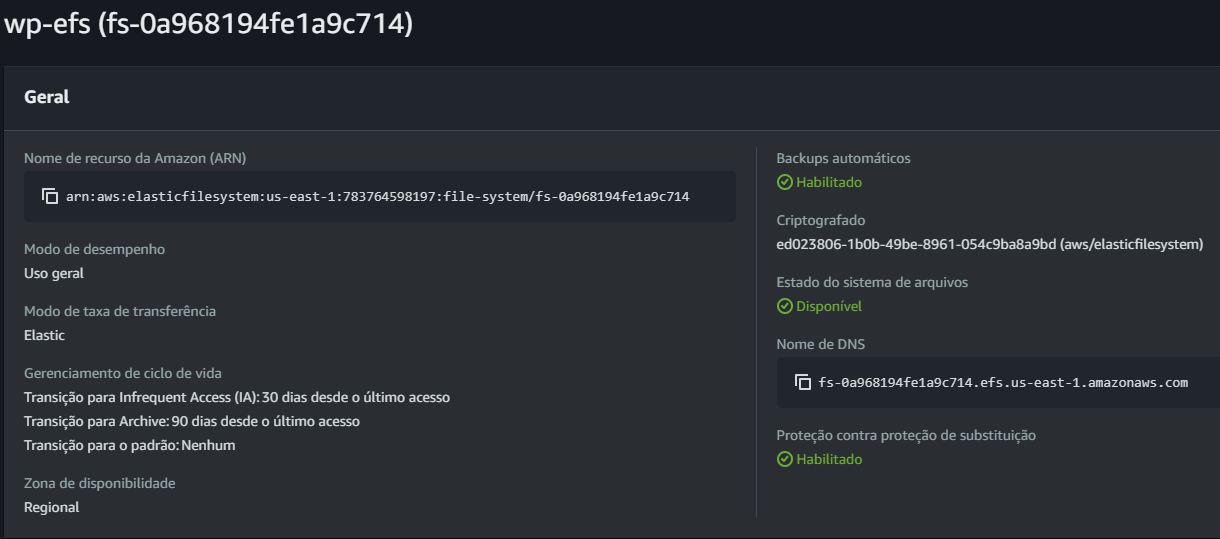 wp-efs (fs-0a968194fe1a9c714)
Geral
Nome de recurso da Amazon (ARN)
arn:aws:elasticfilesystem:us-east-1:783764598197:file-system/fs-0a968194fe1a9c714
Modo de desempenho
Uso geral
Modo de taxa de transferência
Elastic
Gerenciamento de ciclo de vida
Transição para Infrequent Access (IA): 30 dias desde o último acesso
Transição para Archive: 90 dias desde o último acesso
Transição para o padrão: Nenhum
Zona de disponibilidade
Regional
Backups automáticos
Habilitado
Criptografado
ed023806-1b0b-49be-8961-054c9ba8a9bd (aws/elasticfilesystem)
Estado do sistema de arquivos
Disponível
Nome de DNS
fs-0a968194fe1a9c714.efs.us-east-1.amazonaws.com
Proteção contra proteção de substituição
Habilitado